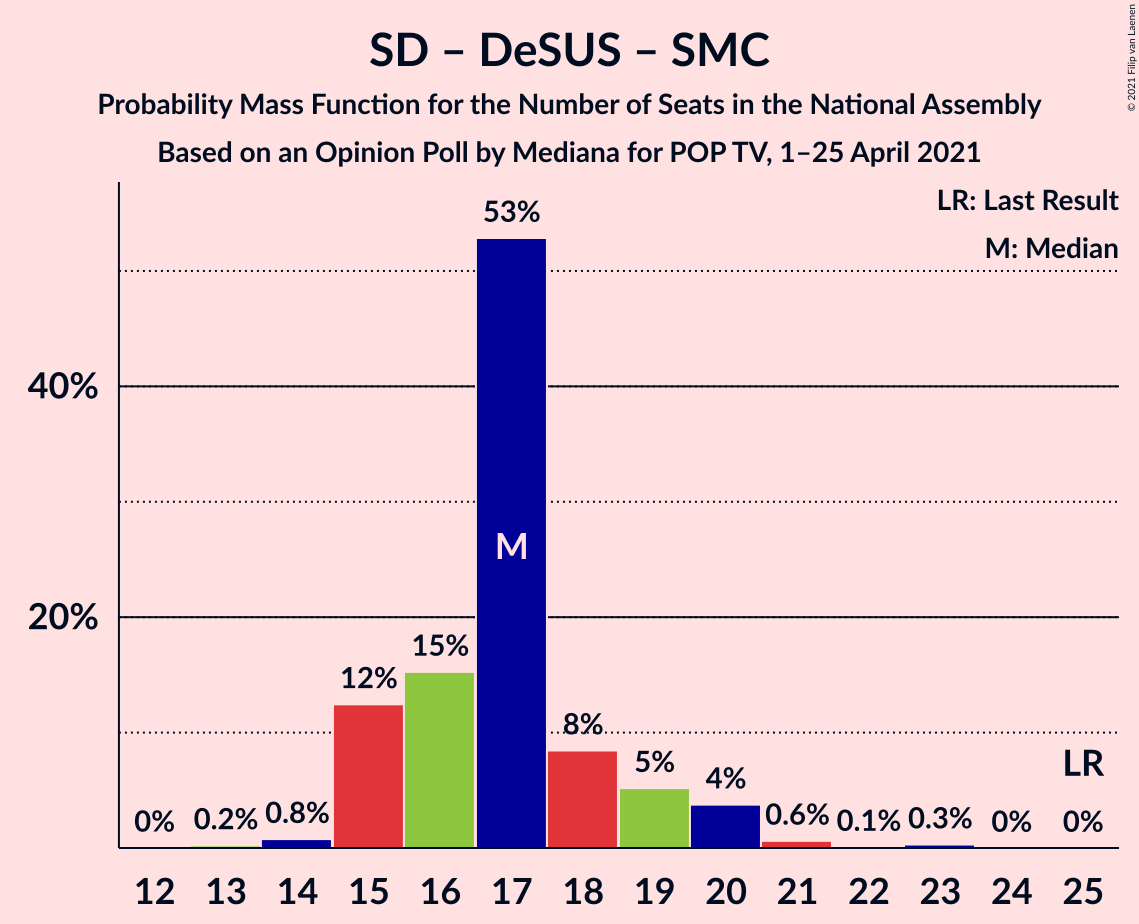 SD – DeSUS – SMC
Probability Mass Function for the Number of Seats in the National Assembly
Based on an Opinion Poll by Mediana for POP TV, 1–25 April 2021
© 2021 Filip van Laenen
LR: Last Result
M: Median
53%
40%
M
20%
15%
12%
8%
5%
4%
LR
0% 0.2% 0.8% 0.6% 0.1% 0.3% 0% 0%
12 13 14 15 16 17 18 19 20 21 22 23 24 25